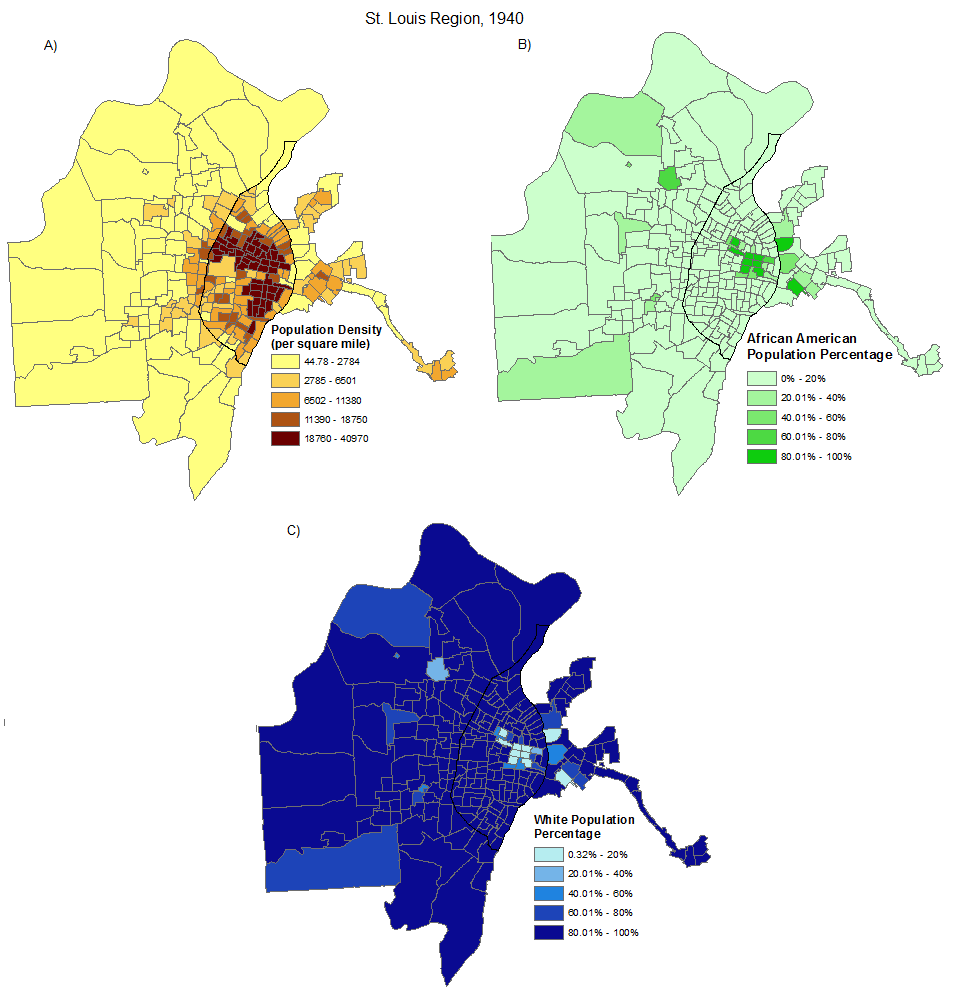 St. Louis Region, 1940
A)
B)
Population Density
(per square mile)
44.78 - 2784
2785 - 6501
6502 - 11380
11390 - 18750
18760 - 40970
African American
Population Percentage
0% - 20%
20.01% - 40%
40.01% - 60%
60.01% - 80%
80.01% - 100%
C)
White Population
Percentage
0.32% - 20%
20.01% - 40%
40.01% - 60%
60.01% - 80%
80.01% - 100%